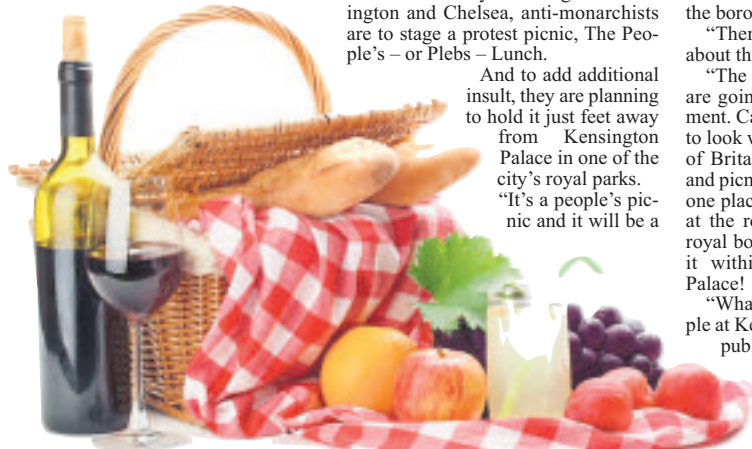 ington and Chelsea, anti-monarchists
are to stage a protest picnic, The Peo-
ple's – or Plebs – Lunch.
And to add additional
insult, they are planning
to hold it just feet away
from Kensington
Palace in one of the
city's royal parks.
“It's a people's pic-
nic and it will be a
the boro
“Ther
about th
“The
are goin
ment. Ca
to look
of Brita
and picn
one plac
at the ro
royal bo
it withi
Palace!
“Wha
ple at
pub